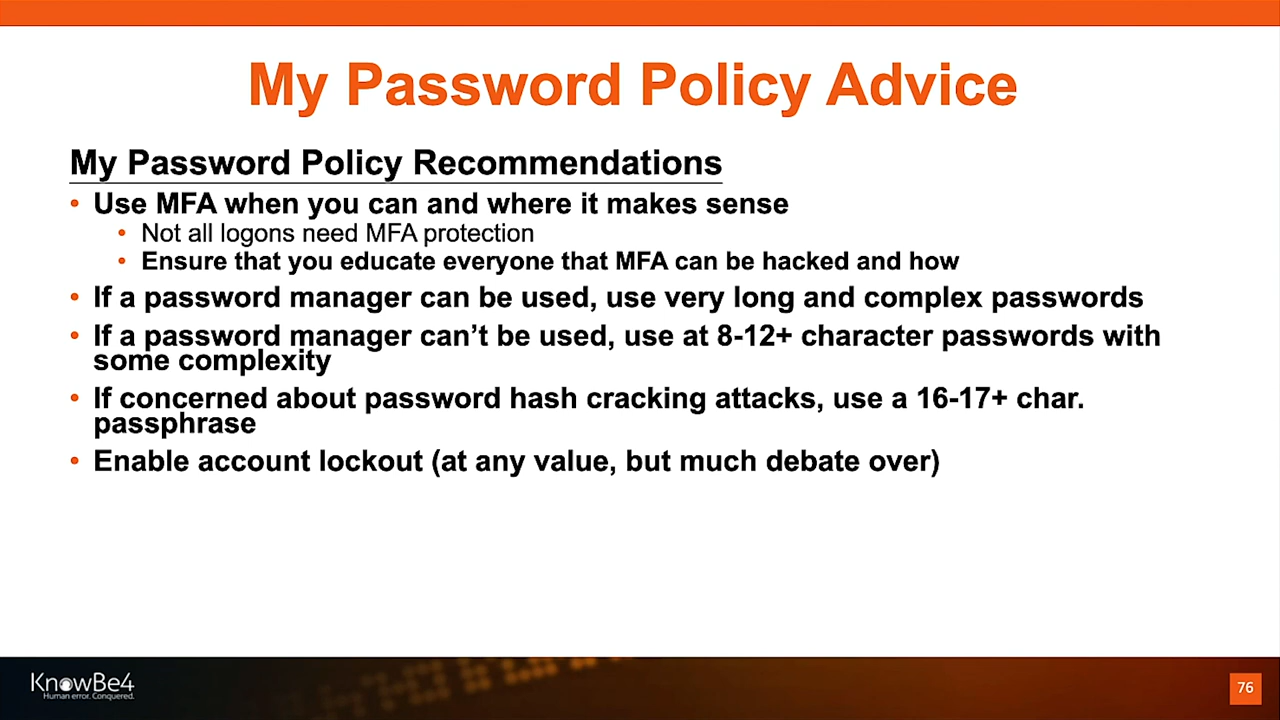 My Password Policy Advice
My Password Policy Recommendations
• Use MFA when you can and where it makes sense
• Not all logons need MFA protection
• Ensure that you educate everyone that MFA can be hacked and how
• If a password manager can be used, use very long and complex passwords
• If a password manager can’t be used, use at 8-12+ character passwords with
some complexity
• If concerned about password hash cracking attacks, use a 16-17+ char.
passphrase
• Enable account lockout (at any value, but much debate over)
KnowBe4
Human error. Conquered.
76